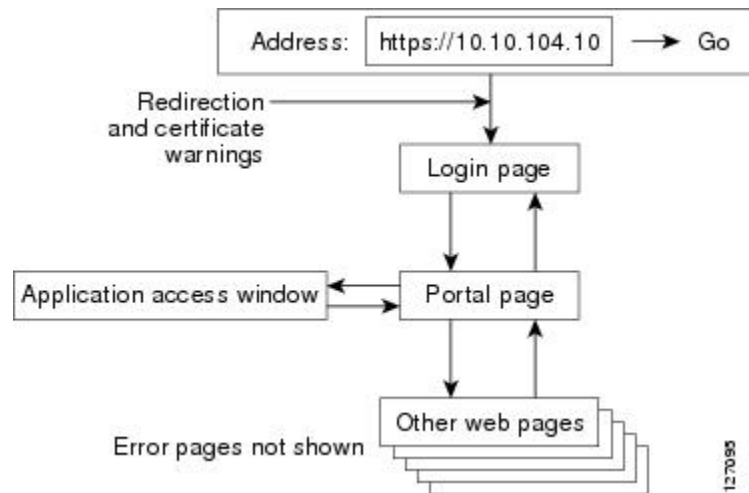 Address: https://10.10.104.10 Go
Redirection
and certificate
warnings
Login page
Application access window
Portal page
Other web pages
Error pages not shown
127095